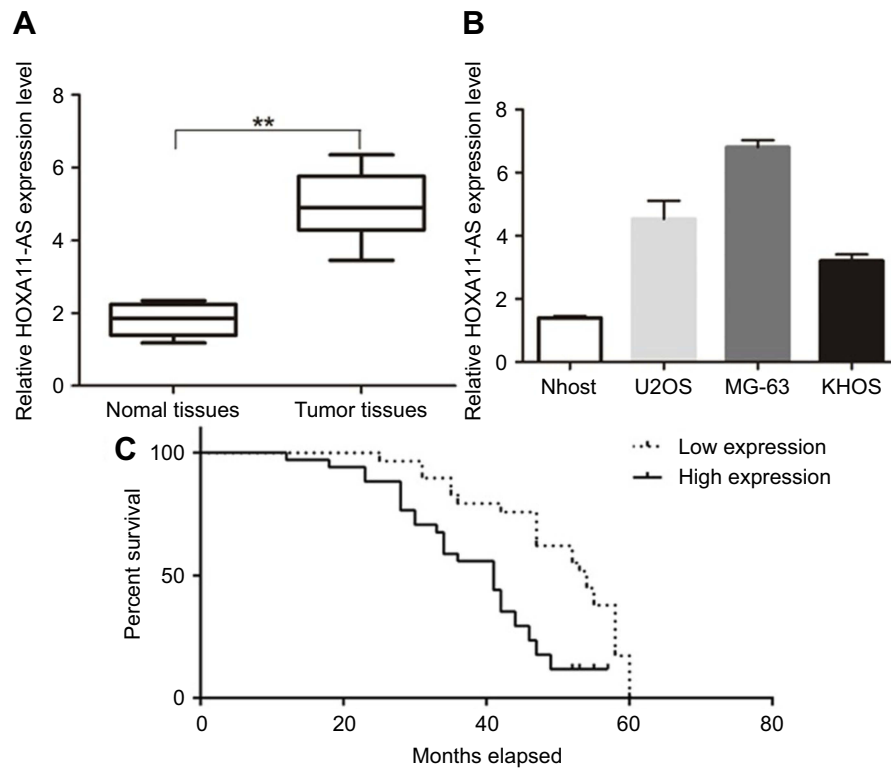 A
Relative HOXA11-AS expression level
8
6
4
2
0
**
Nomal tissues
Tumor tissues
B
Relative HOXA11-AS expression level
8
6
4
2
0
Nhost
U2OS
MG-63
KHOS
C
Percent survival
100
50
0
0
20
40
60
80
Months elapsed
Low expression
High expression